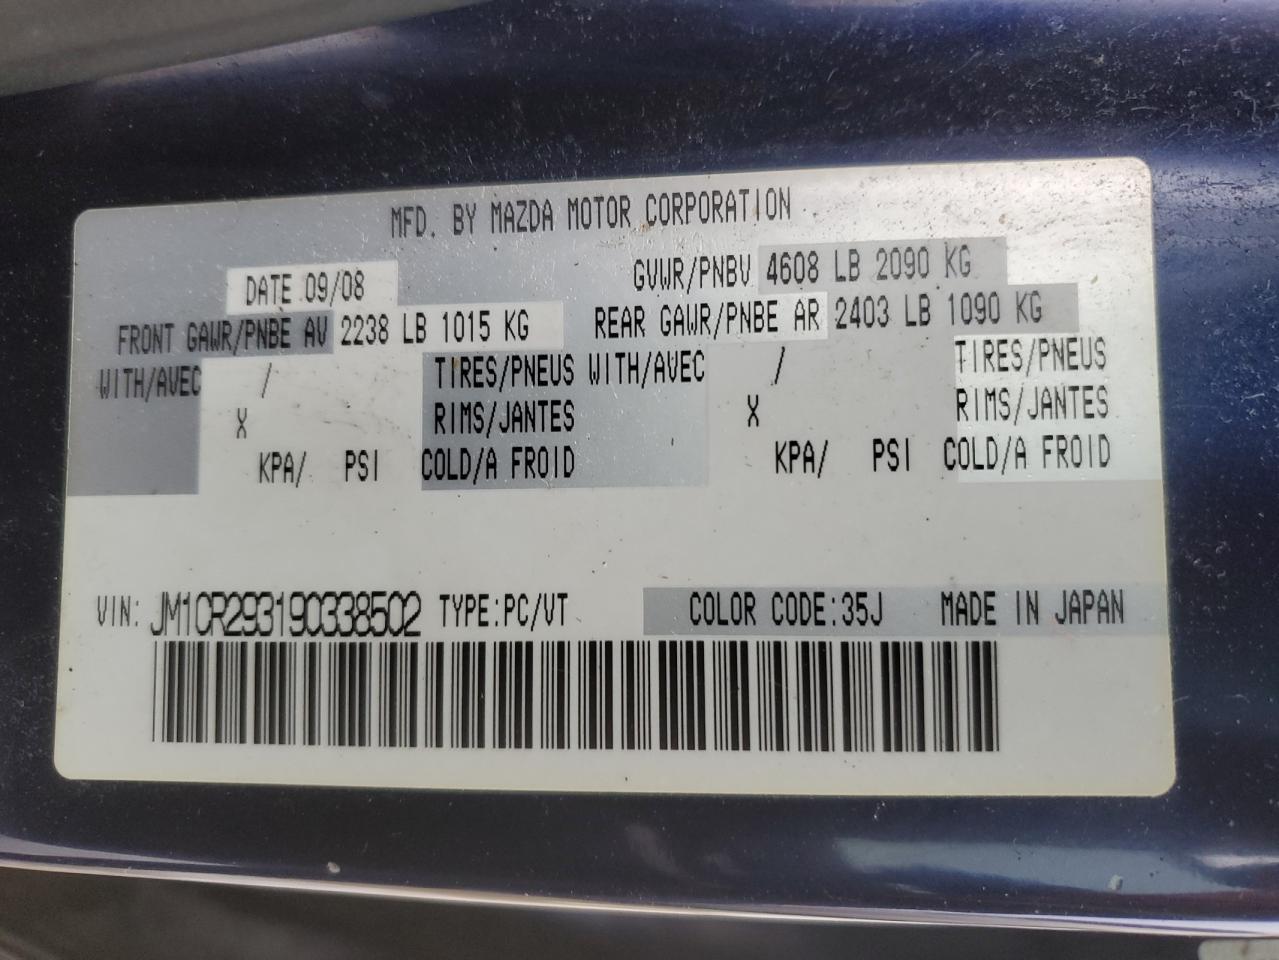 MFD. BY MAZDA MOTOR CORPORATION
DATE 09/08 GVWR/PNBV 4608 LB 2090 KG
FRONT GAWR/PNBE AV 2238 LB 1015 KG REAR GAWR/PNBE AR 2403 LB 1090 KG
WITH/AVEC / TIRES/PNEUS WITH/AVEC / TIRES/PNEUS
X RIMS/JANTES X RIMS/JANTES
KPA/ PSI COLD/A FROID KPA/ PSI COLD/A FROID
VIN: JM1CR293190338502 TYPE:PC/VT COLOR CODE:35J MADE IN JAPAN